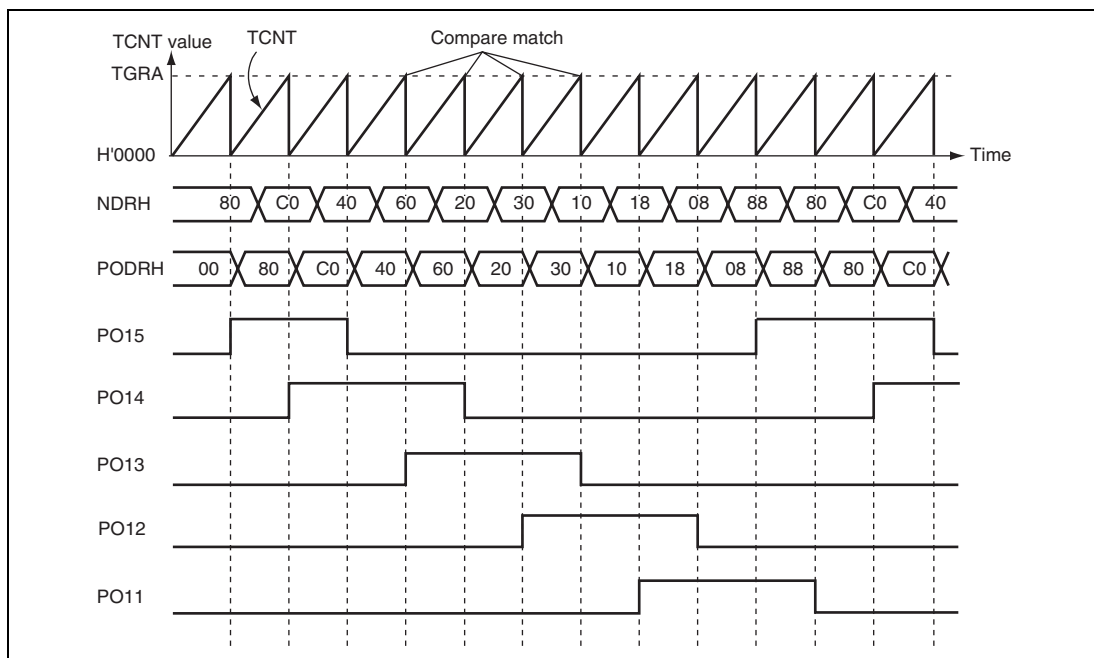 TCNT value TCNT Compare match
TGRA
H'0000 Time
NDRH 80 C0 40 60 20 30 10 18 08 88 80 C0 40
PODRH 00 80 C0 40 60 20 30 10 18 08 88 80 C0
PO15
PO14
PO13
PO12
PO11